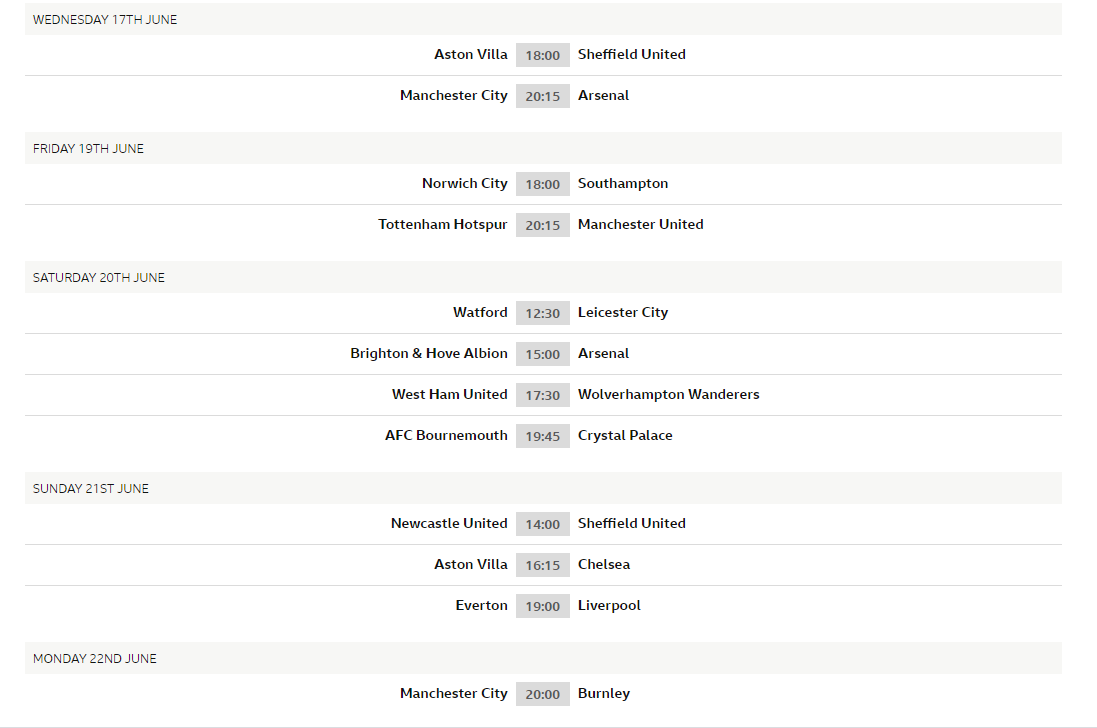 WEDNESDAY 17TH JUNE
Aston Villa 18:00 Sheffield United
Manchester City 20:15 Arsenal
FRIDAY 19TH JUNE
Norwich City 18:00 Southampton
Tottenham Hotspur 20:15 Manchester United
SATURDAY 20TH JUNE
Watford 12:30 Leicester City
Brighton & Hove Albion 15:00 Arsenal
West Ham United 17:30 Wolverhampton Wanderers
AFC Bournemouth 19:45 Crystal Palace
SUNDAY 21ST JUNE
Newcastle United 14:00 Sheffield United
Aston Villa 16:15 Chelsea
Everton 19:00 Liverpool
MONDAY 22ND JUNE
Manchester City 20:00 Burnley